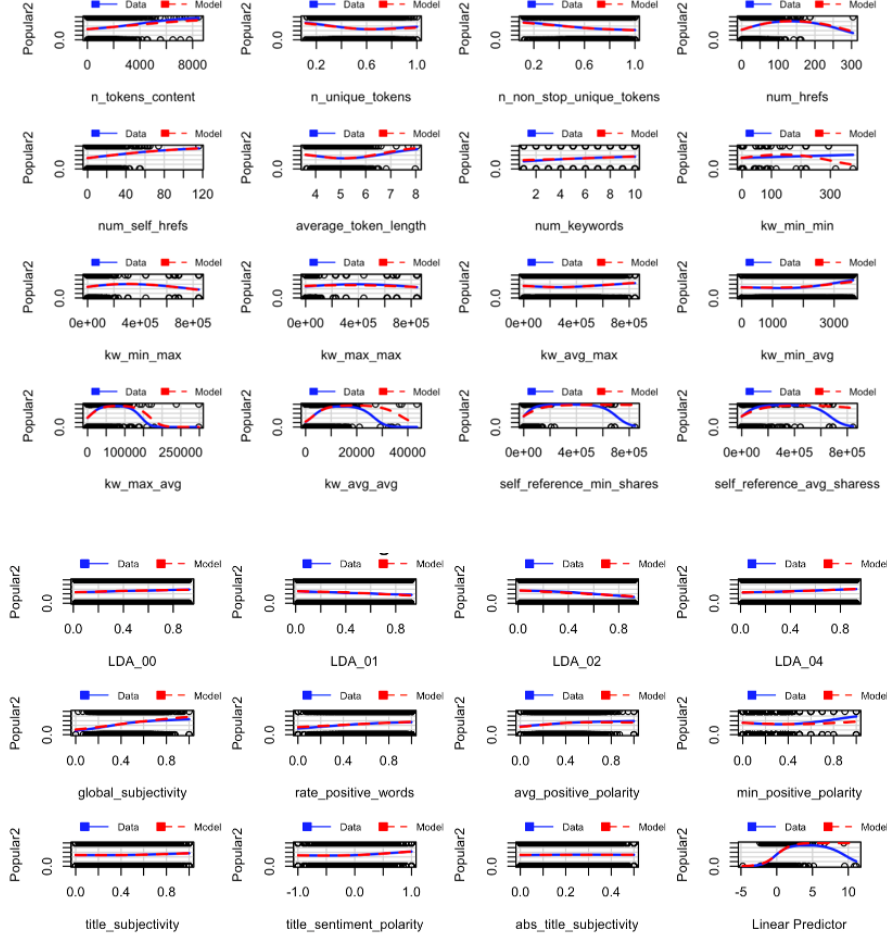 Data Model Data Model Data Model Data Model
Popular2 0.0 Popular2 0.0 Popular2 0.0 Popular2 0.0
0 4000 8000 0.2 0.6 1.0 0.2 0.6 1.0 0 100 200 300
n_tokens_content n_unique_tokens n_non_stop_unique_tokens num_hrefs
Data Model Data Model Data Model Data Model
Popular2 0.0 Popular2 0.0 Popular2 0.0 Popular2 0.0
0 40 80 120 4 5 6 7 8 2 4 6 8 10 0 100 300
num_self_hrefs average_token_length num_keywords kw_min_min
Data Model Data Model Data Model Data Model
Popular2 0.0 Popular2 0.0 Popular2 0.0 Popular2 0.0
0e+00 4e+05 8e+05 0e+00 4e+05 8e+05 0e+00 4e+05 8e+05 0 1000 3000
kw_min_max kw_max_max kw_avg_max kw_min_avg
Data Model Data Model Data Model Data Model
Popular2 0.0 Popular2 0.0 Popular2 0.0 Popular2 0.0
0 100000 250000 0 20000 40000 0e+00 4e+05 8e+05 0e+00 4e+05 8e+05
kw_max_avg kw_avg_avg self_reference_min_shares self_reference_avg_sharess
Data Model Data Model Data Model Data Model
Popular2 0.0 Popular2 0.0 Popular2 0.0 Popular2 0.0
0.0 0.4 0.8 0.0 0.4 0.8 0.0 0.4 0.8 0.0 0.4 0.8
LDA_00 LDA_01 LDA_02 LDA_04
Data Model Data Model Data Model Data Model
Popular2 0.0 Popular2 0.0 Popular2 0.0 Popular2 0.0
0.0 0.4 0.8 0.0 0.4 0.8 0.0 0.4 0.8 0.0 0.4 0.8
global_subjectivity rate_positive_words avg_positive_polarity min_positive_polarity
Data Model Data Model Data Model Data Model
Popular2 0.0 Popular2 0.0 Popular2 0.0 Popular2 0.0
0.0 0.4 0.8 -1.0 0.0 1.0 0.0 0.2 0.4 -5 0 5 10
title_subjectivity title_sentiment_polarity abs_title_subjectivity Linear Predictor